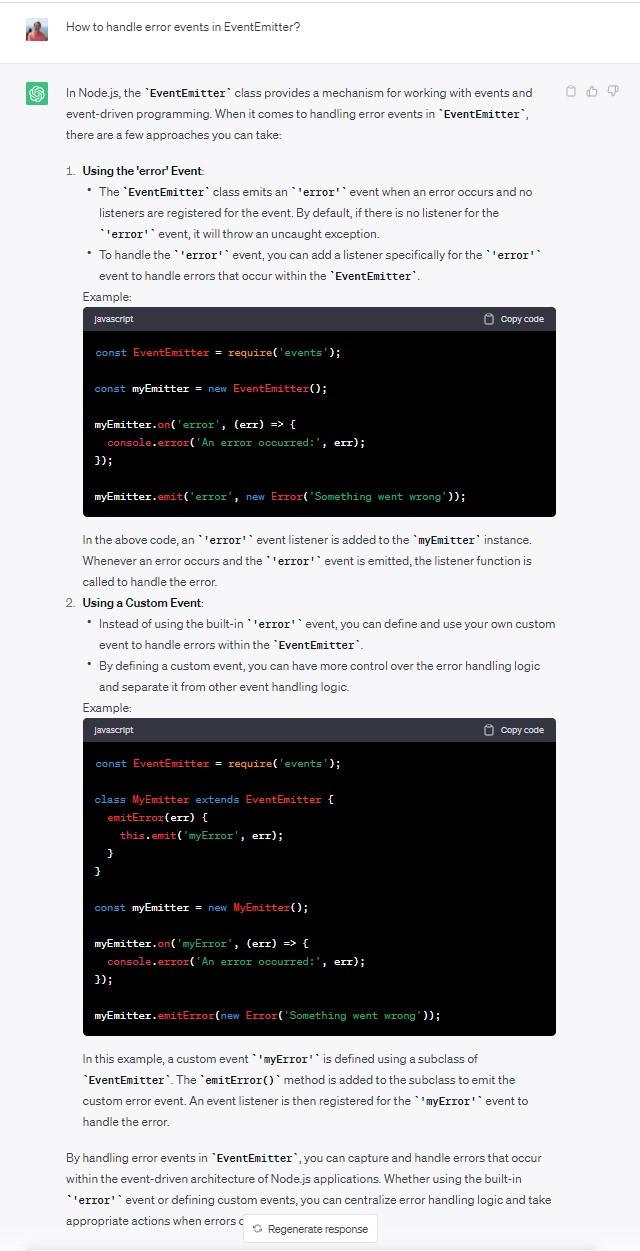 How to handle error events in EventEmitter?
In Node.js, the `EventEmitter` class provides a mechanism for working with events and
event-driven programming. When it comes to handling error events in `EventEmitter`,
there are a few approaches you can take:
1. Using the 'error' Event:
• The `EventEmitter` class emits an `'error'` event when an error occurs and no
listeners are registered for the event. By default, if there is no listener for the
`'error'` event, it will throw an uncaught exception.
• To handle the `'error'` event, you can add a listener specifically for the `'error'`
event to handle errors that occur within the `EventEmitter`.
Example:
javascript
Copy code
const EventEmitter = require('events');
const myEmitter = new EventEmitter();
myEmitter.on('error', (err) => {
console.error('An error occurred:', err);
});
myEmitter.emit('error', new Error('Something went wrong'));
In the above code, an `'error'` event listener is added to the `myEmitter` instance.
Whenever an error occurs and the `'error'` event is emitted, the listener function is
called to handle the error.
2. Using a Custom Event:
• Instead of using the built-in `'error'` event, you can define and use your own custom
event to handle errors within the `EventEmitter`.
• By defining a custom event, you can have more control over the error handling logic
and separate it from other event handling logic.
Example:
javascript
Copy code
const EventEmitter = require('events');
class MyEmitter extends EventEmitter {
emitError(err) {
this.emit('myError', err);
}
}
const myEmitter = new MyEmitter();
myEmitter.on('myError', (err) => {
console.error('An error occurred:', err);
});
myEmitter.emitError(new Error('Something went wrong'));
In this example, a custom event `'myError'` is defined using a subclass of
`EventEmitter`. The `emitError()` method is added to the subclass to emit the
custom error event. An event listener is then registered for the `'myError'` event to
handle the error.
By handling error events in `EventEmitter`, you can capture and handle errors that occur
within the event-driven architecture of Node.js applications. Whether using the built-in
`'error'` event or defining custom events, you can centralize error handling logic and take
appropriate actions when errors
Regenerate response